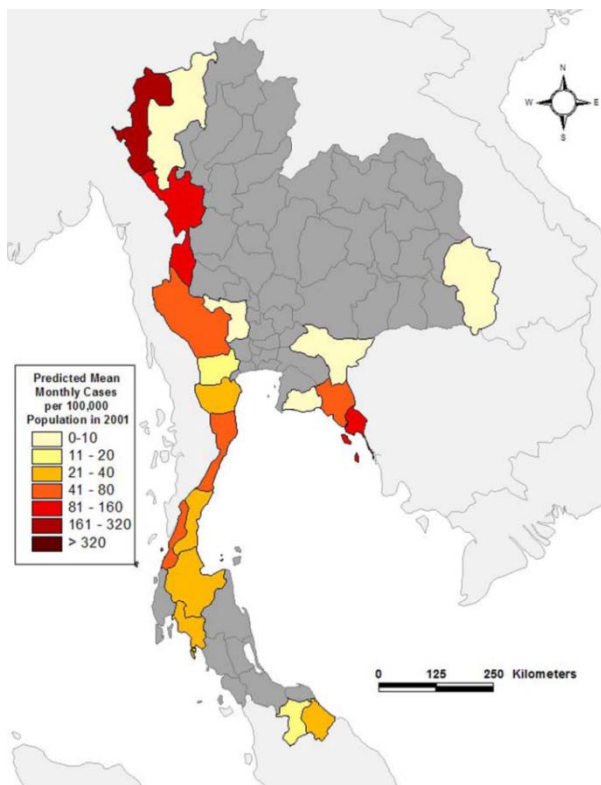 N
W E
S
Predicted Mean
Monthly Cases
per 100,000
Population in 2001
0-10
11 - 20
21 - 40
41 - 80
81 - 160
161 - 320
> 320
0 125 250 Kilometers